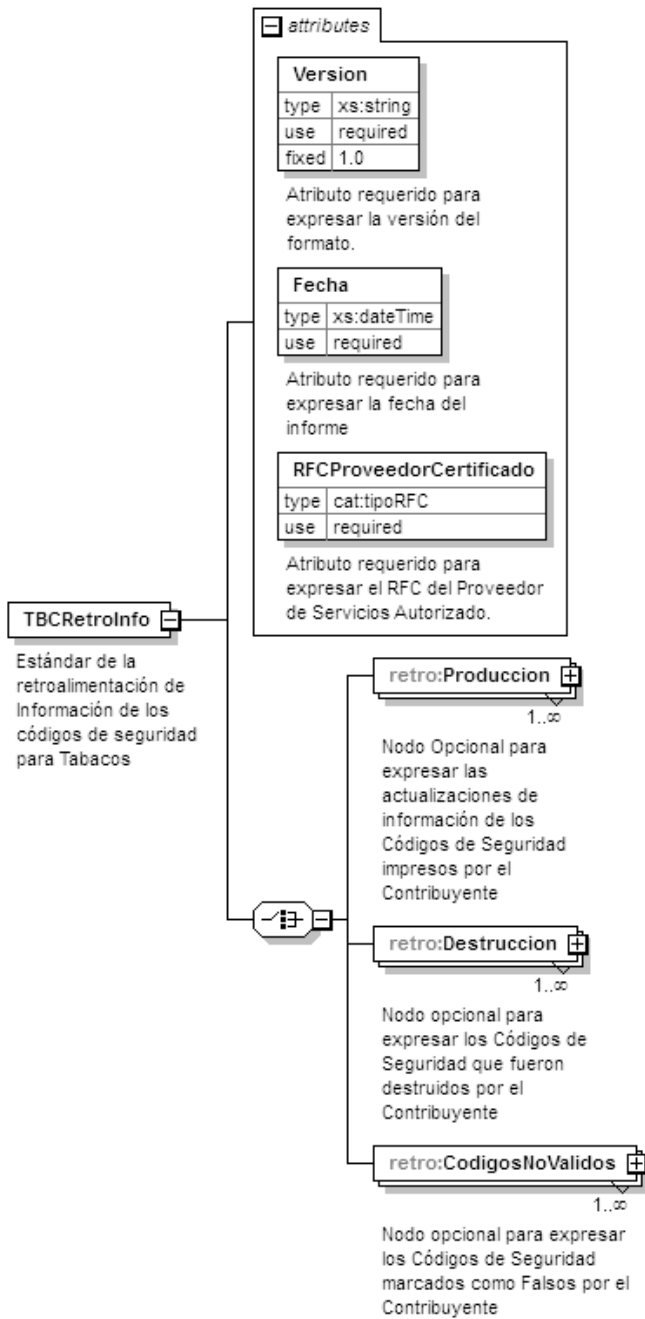 attributes
Version
type xs:string
use required
fixed 1.0
Atributo requerido para
expresar la versión del
formato.
Fecha
type xs:dateTime
use required
Atributo requerido para
expresar la fecha del
informe
RFCProveedorCertificado
type cat:tipoRFC
use required
Atributo requerido para
expresar el RFC del Proveedor
de Servicios Autorizado.
TBCRetroInfo
Estándar de la
retroalimentación de
Información de los
códigos de seguridad
para Tabacos
retro:Produccion
1..∞
Nodo Opcional para
expresar las
actualizaciones de
información de los
Códigos de Seguridad
impresos por el
Contribuyente
retro:Destruccion
1..∞
Nodo opcional para
expresar los Códigos de
Seguridad que fueron
destruidos por el
Contribuyente
retro:CodigosNoValidos
1..∞
Nodo opcional para expresar
los Códigos de Seguridad
marcados como Falsos por el
Contribuyente